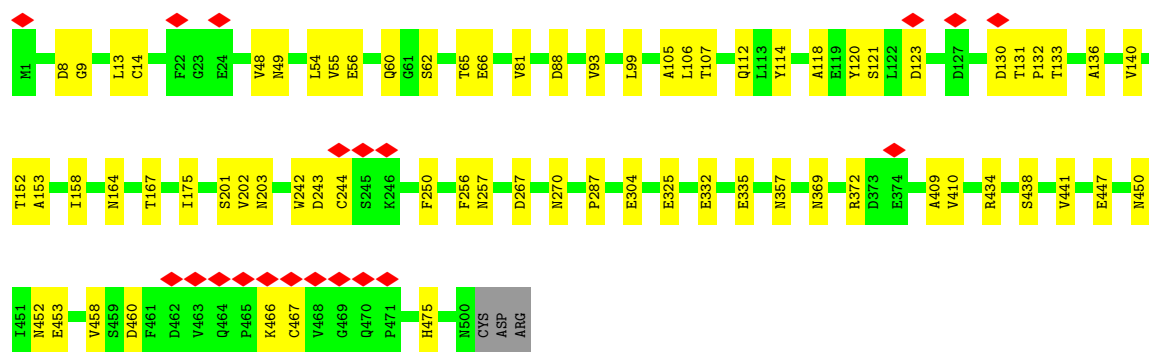 M1 D8 G9 L13 C14 F22 G23 E24 V48 N49 L54 V55 E56 Q60 G61 S62 T65 E66 V81 D88 V93 L99 A105 L106 T107 Q112 L113 Y114 A118 E119 Y120 S121 L122 D123 D127 D130 T131 P132 T133 A136 V140
T152 A153 I158 N164 T167 I175 S201 V202 N203 W242 D243 C244 S245 K246 F250 F256 N257 D267 N270 P287 E304 E325 E332 E335 N357 N369 R372 D373 E374 A409 V410 R434 S438 V441 E447 N450
I451 N452 E453 V458 S459 D460 F461 D462 V463 Q464 P465 K466 C467 V468 G469 Q470 P471 H475 N500 CYS ASP ARG